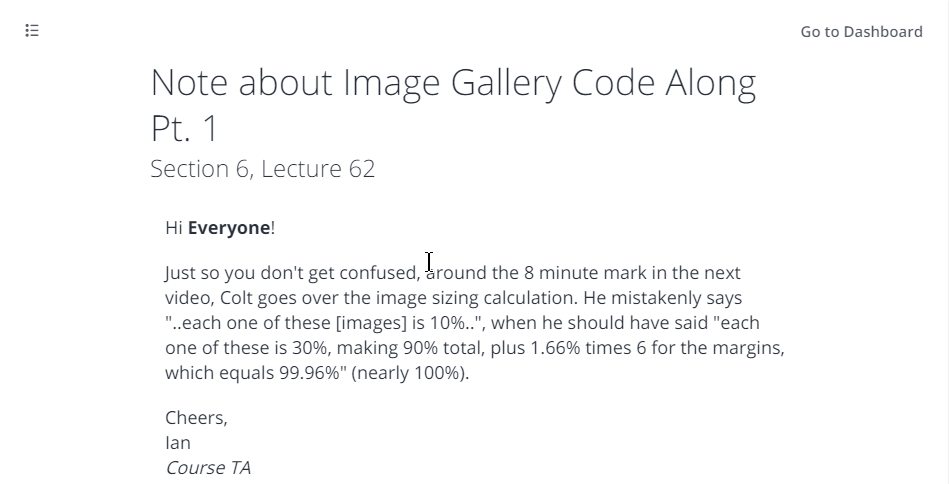 Go to Dashboard
Note about Image Gallery Code Along
Pt. 1
Section 6, Lecture 62
Hi Everyone!
Just so you don't get confused, around the 8 minute mark in the next
video, Colt goes over the image sizing calculation. He mistakenly says
"..each one of these [images] is 10%..", when he should have said "each
one of these is 30%, making 90% total, plus 1.66% times 6 for the margins,
which equals 99.96%" (nearly 100%).
Cheers,
Ian
Course TA